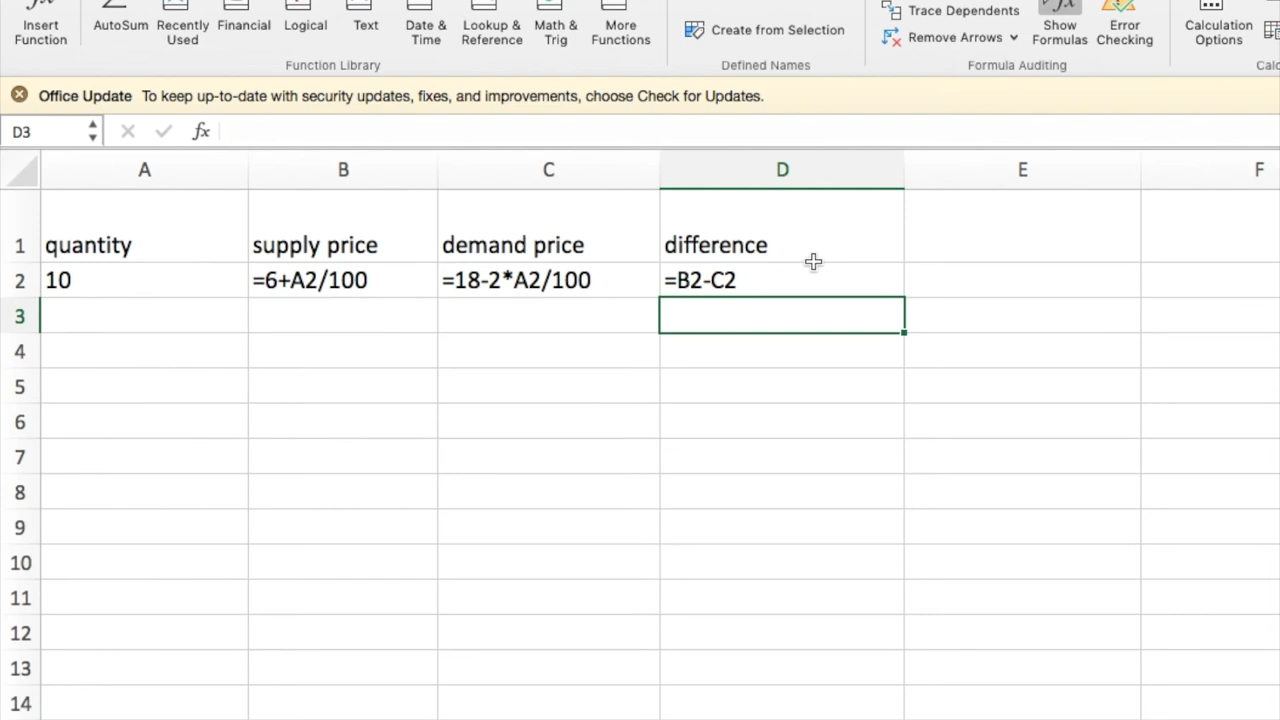 Insert Function
AutoSum
Recently Used
Financial
Logical
Text
Date & Time
Lookup & Reference
Math & Trig
More Functions
Function Library
Create from Selection
Defined Names
Trace Dependents
Remove Arrows
Show Formulas
Error Checking
Formula Auditing
Calculation Options
Calc
Office Update To keep up-to-date with security updates, fixes, and improvements, choose Check for Updates.
D3 fx
A B C D E F
1 quantity supply price demand price difference
2 10 =6+A2/100 =18-2*A2/100 =B2-C2
3
4
5
6
7
8
9
10
11
12
13
14